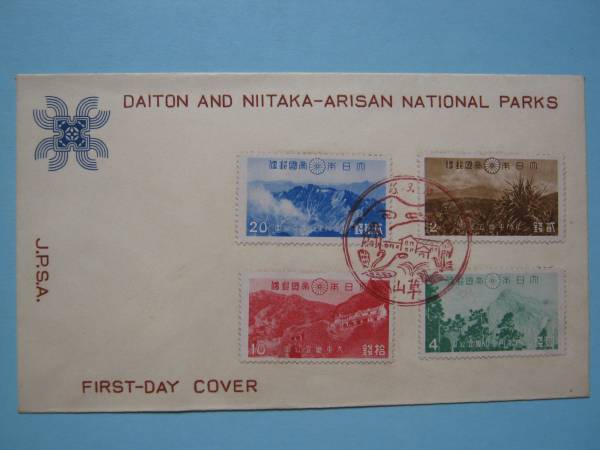 DAITON AND NIITAKA-ARISAN NATIONAL PARKS
J.P.S.A.
便郵國帝 本日大
20 錢拾貳
便郵國帝 本日大
2 錢貳
山草
便郵國帝 本日大
10 錢拾
便郵國帝 本日大
4 錢四
FIRST-DAY COVER